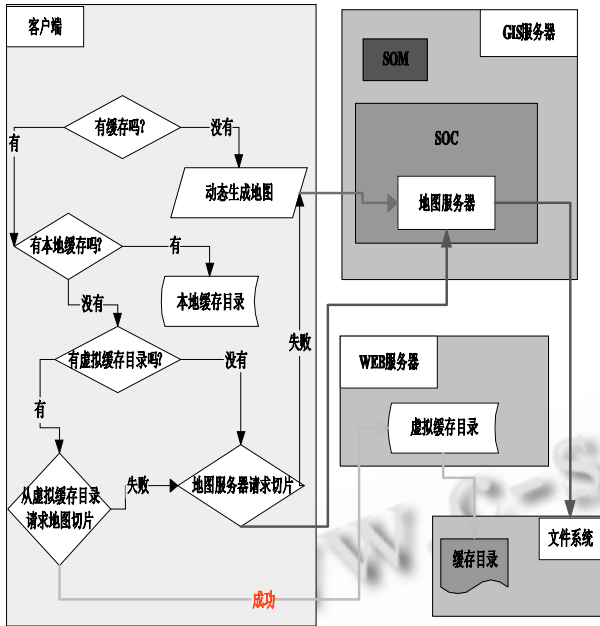 客户端
GIS服务器
SOM
有缓存吗?
没有
有
SOC
动态生成地图
地图服务器
有本地缓存吗?
有
本地缓存目录
没有
失败
有虚拟缓存目录吗?
没有
WEB服务器
虚拟缓存目录
有
从虚拟缓存目录
请求地图切片
失败
地图服务器请求切片
文件系统
缓存目录
成功